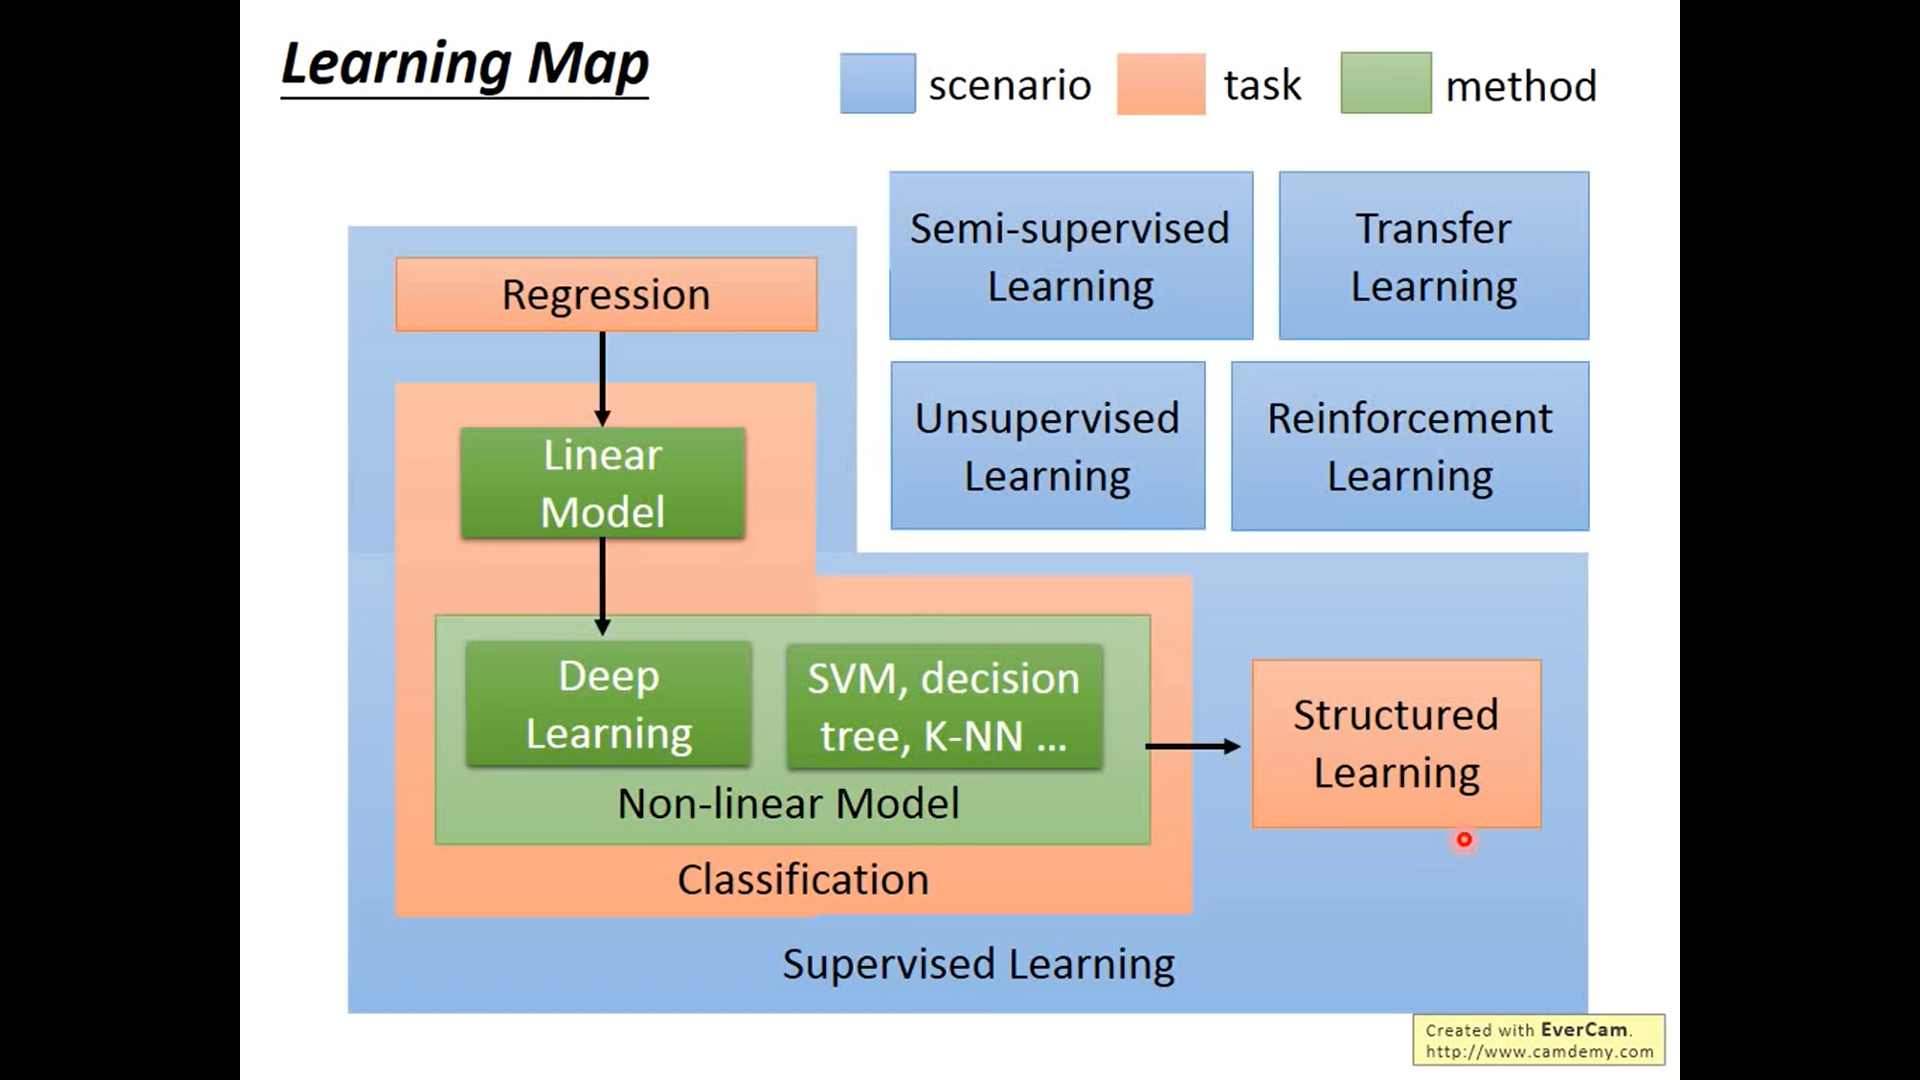 Learning Map
scenario
task
method
Semi-supervised
Learning
Transfer
Learning
Regression
Unsupervised
Learning
Reinforcement
Learning
Linear
Model
Deep
Learning
SVM, decision
tree, K-NN ...
Non-linear Model
Structured
Learning
Classification
Supervised Learning
Created with EverCam.
http://www.camdemy.com